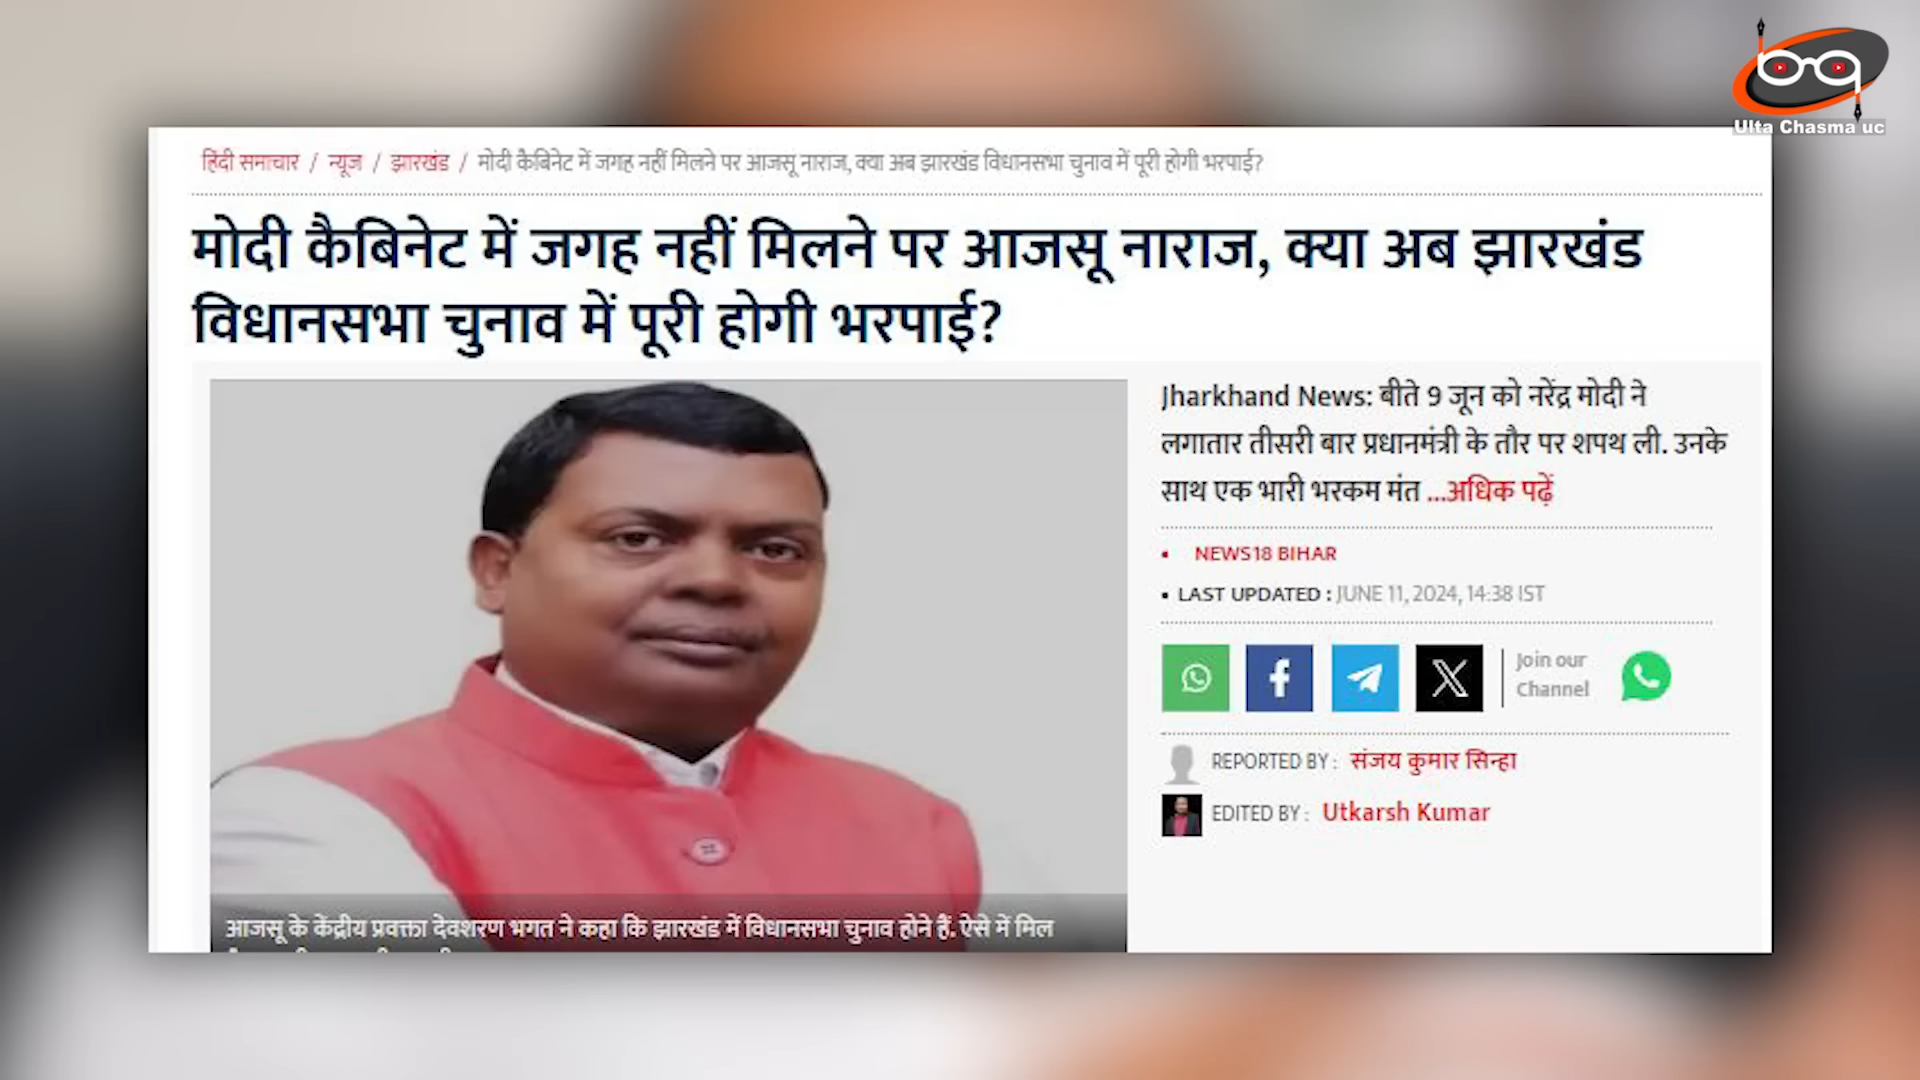 Ulta Chasma uc
हिंदी समाचार / न्यूज / झारखंड / मोदी कैबिनेट में जगह नहीं मिलने पर आजसू नाराज, क्या अब झारखंड विधानसभा चुनाव में पूरी होगी भरपाई?
मोदी कैबिनेट में जगह नहीं मिलने पर आजसू नाराज, क्या अब झारखंड
विधानसभा चुनाव में पूरी होगी भरपाई?
Jharkhand News: बीते 9 जून को नरेंद्र मोदी ने
लगातार तीसरी बार प्रधानमंत्री के तौर पर शपथ ली. उनके
साथ एक भारी भरकम मंत ...अधिक पढ़ें
NEWS18 BIHAR
LAST UPDATED : JUNE 11, 2024, 14:38 IST
Join our
Channel
REPORTED BY : संजय कुमार सिन्हा
EDITED BY : Utkarsh Kumar
आजसू के केंद्रीय प्रवक्ता देवशरण भगत ने कहा कि झारखंड में विधानसभा चुनाव होने हैं. ऐसे में मिल